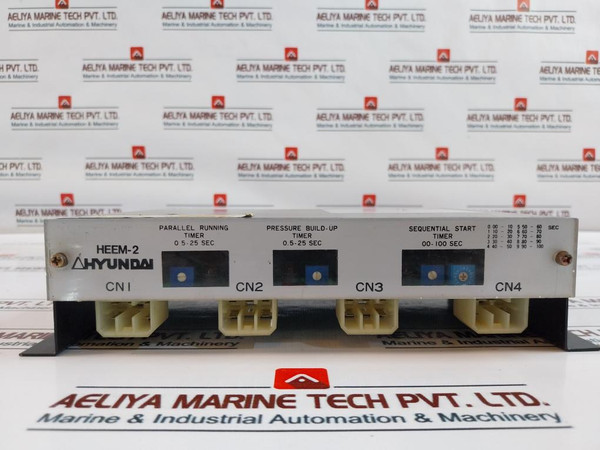 AELIYA MARINE TECH PVT. LTD.
Marine & Industrial Automation & Machinery
HEEM-2
HYUNDAI
PARALLEL RUNNING
TIMER
0.5-25 SEC
PRESSURE BUILD-UP
TIMER
0.5-25 SEC
SEQUENTIAL START
TIMER
00-100 SEC
SEC
CN1
CN2
CN3
CN4
AELIYA MARINE TECH PVT. LTD.
Marine & Industrial Automation & Machinery